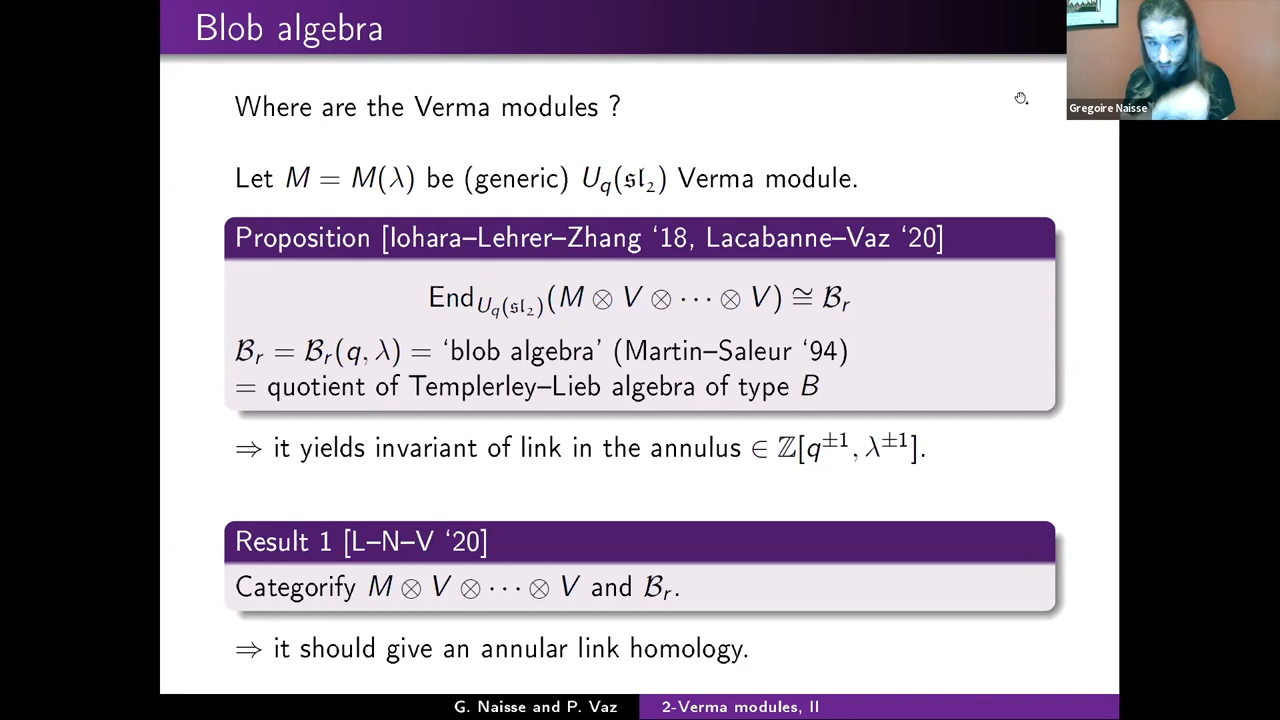 Blob algebra
Gregoire Naisse
Where are the Verma modules ?
Let M = M(λ) be (generic) U_q(𝔰𝔩₂) Verma module.
Proposition [Iohara–Lehrer–Zhang ‘18, Lacabanne–Vaz ‘20]
End_{U_q(𝔰𝔩₂)}(M ⊗ V ⊗ ··· ⊗ V) ≅ ℬ_r
ℬ_r = ℬ_r(q, λ) = ‘blob algebra’ (Martin–Saleur ‘94)
= quotient of Templerley–Lieb algebra of type B
⇒ it yields invariant of link in the annulus ∈ ℤ[q^{±1}, λ^{±1}].
Result 1 [L–N–V ‘20]
Categorify M ⊗ V ⊗ ··· ⊗ V and ℬ_r.
⇒ it should give an annular link homology.
G. Naisse and P. Vaz
2-Verma modules, II